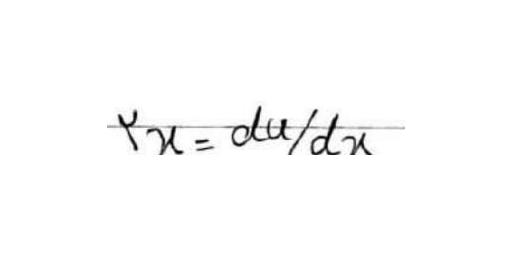 ۲x = du/dx